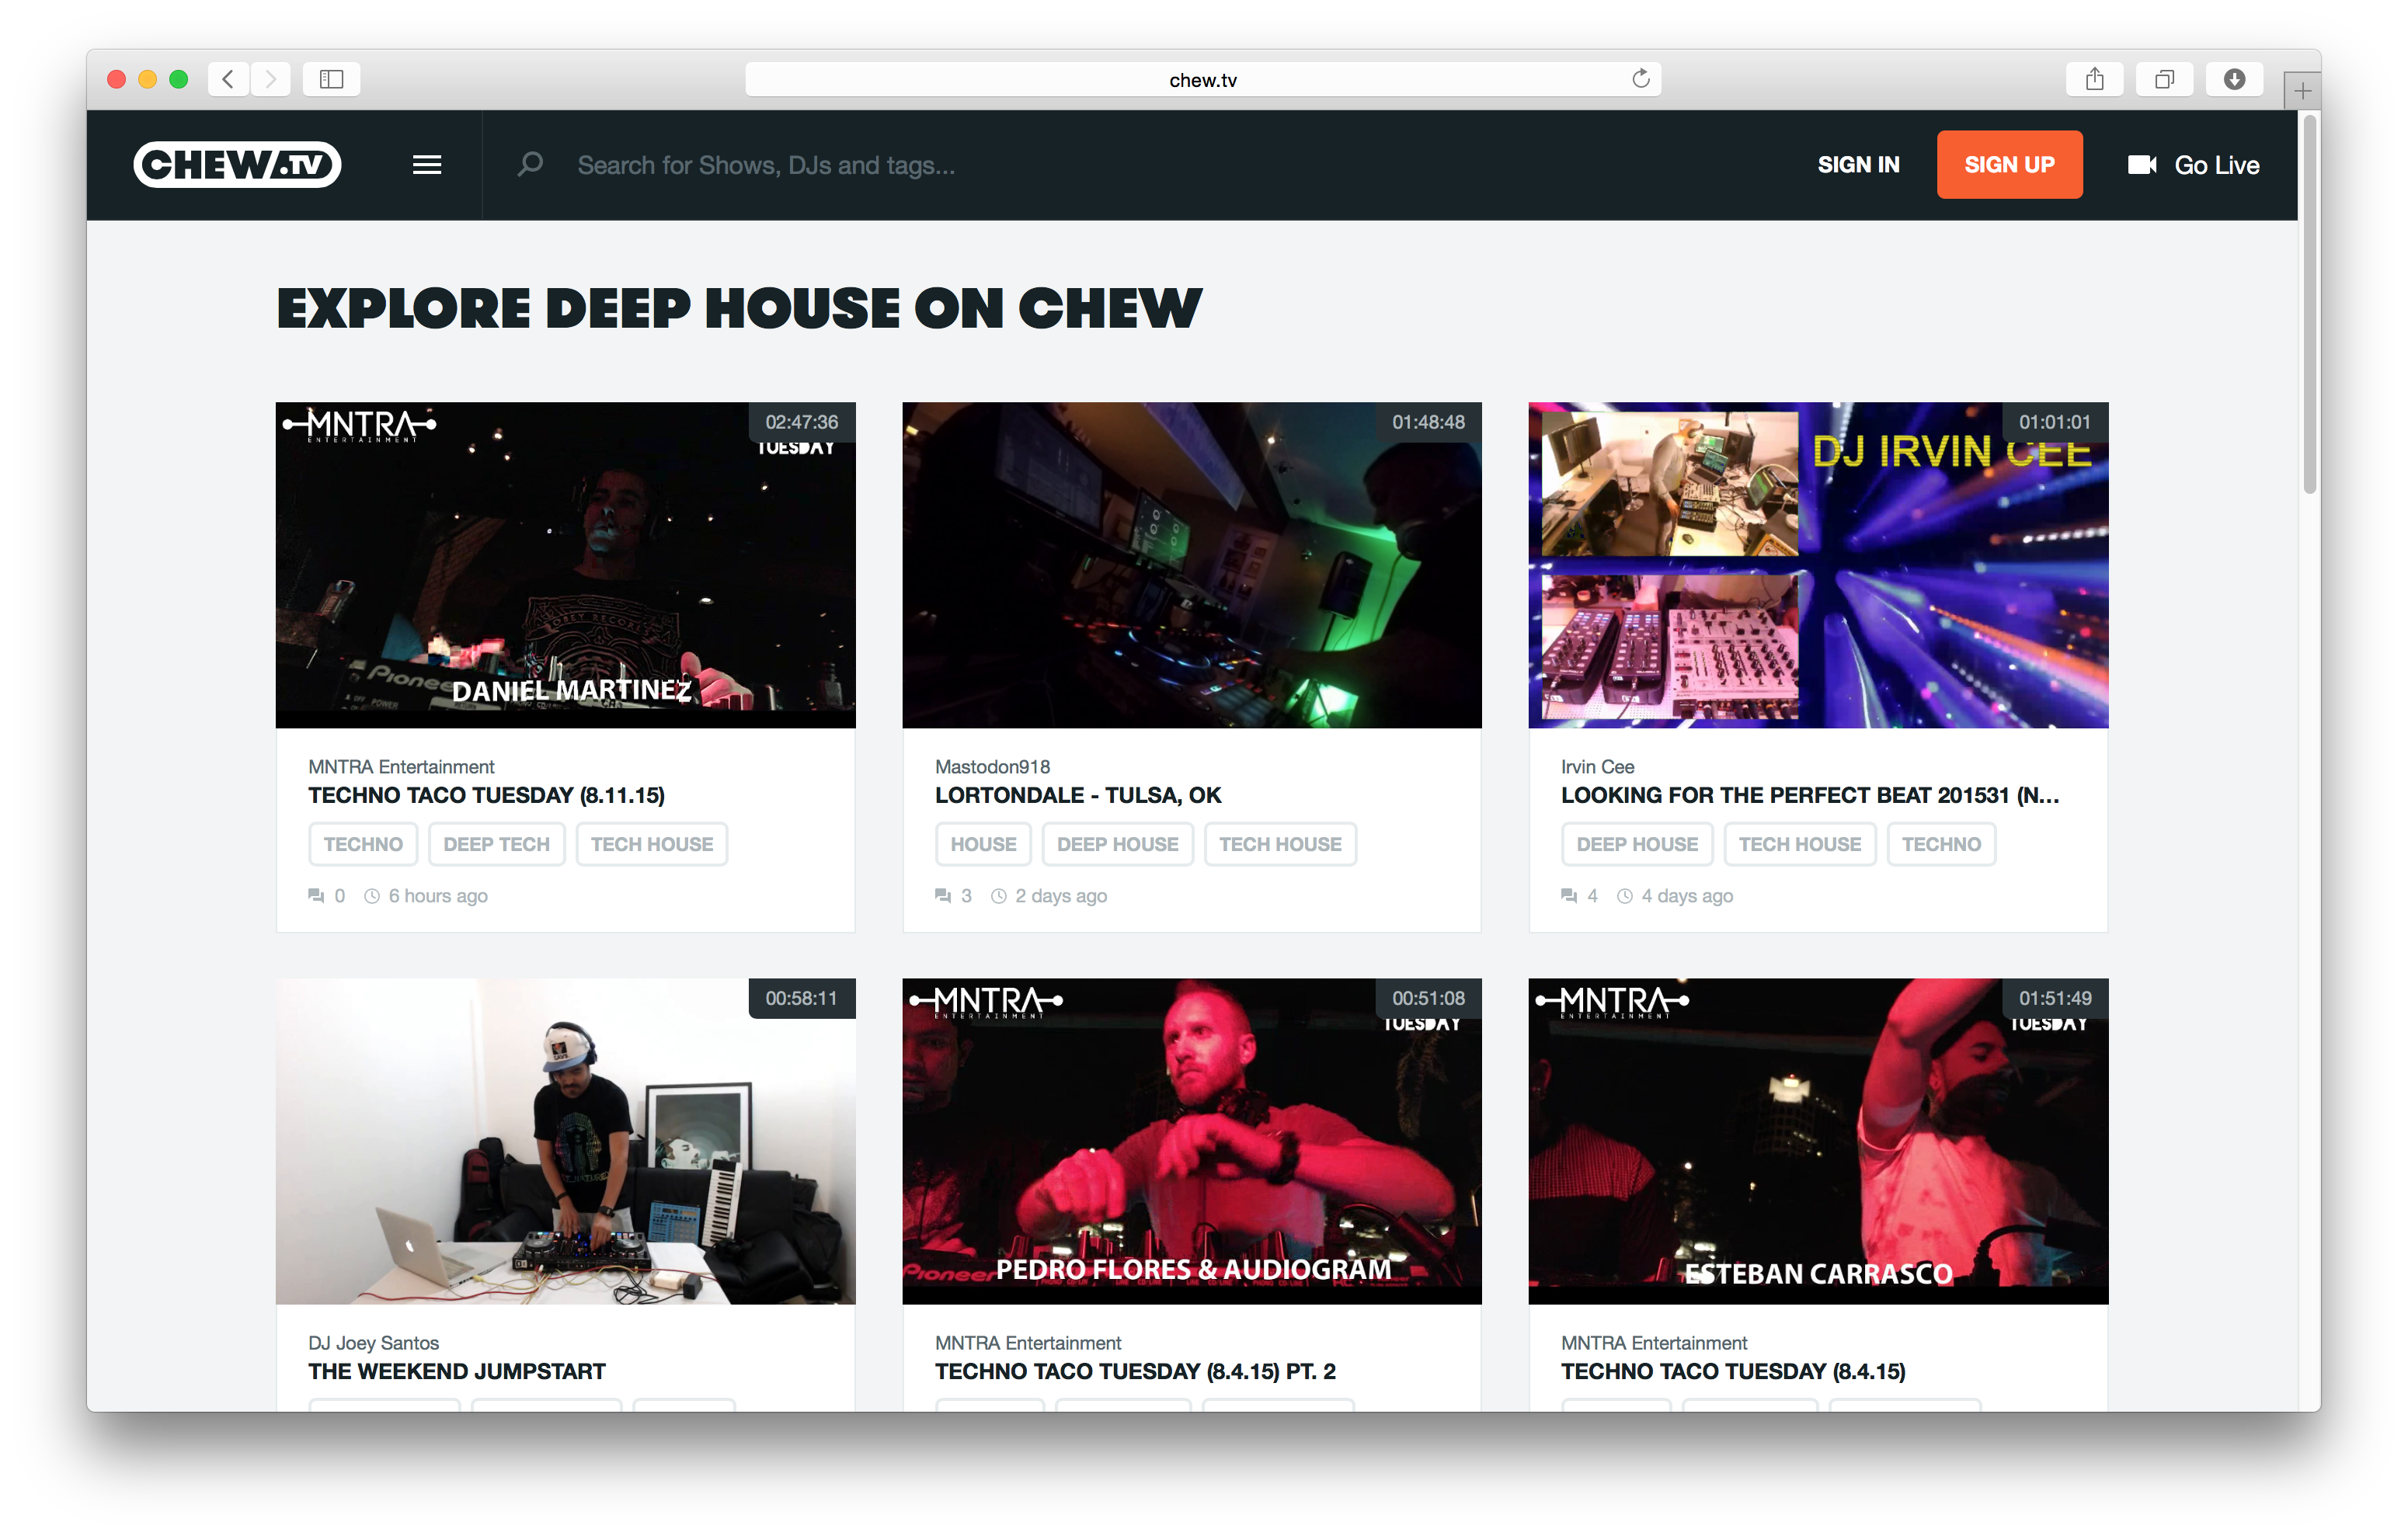 chew.tv
CHEW.TV
Search for Shows, DJs and tags...
SIGN IN
SIGN UP
Go Live
EXPLORE DEEP HOUSE ON CHEW
MNTRA
ENTERTAINMENT
02:47:36
TUESDAY
OBEY RECORDS
Pioneer
DANIEL MARTINEZ
MNTRA Entertainment
TECHNO TACO TUESDAY (8.11.15)
TECHNO
DEEP TECH
TECH HOUSE
0
6 hours ago
01:48:48
Mastodon918
LORTONDALE - TULSA, OK
HOUSE
DEEP HOUSE
TECH HOUSE
3
2 days ago
01:01:01
DJ IRVIN CEE
Irvin Cee
LOOKING FOR THE PERFECT BEAT 201531 (N...
DEEP HOUSE
TECH HOUSE
TECHNO
4
4 days ago
00:58:11
DJ Joey Santos
THE WEEKEND JUMPSTART
MNTRA
ENTERTAINMENT
00:51:08
TUESDAY
Pioneer
PEDRO FLORES & AUDIOGRAM
MNTRA Entertainment
TECHNO TACO TUESDAY (8.4.15) PT. 2
MNTRA
ENTERTAINMENT
01:51:49
TUESDAY
ESTEBAN CARRASCO
MNTRA Entertainment
TECHNO TACO TUESDAY (8.4.15)